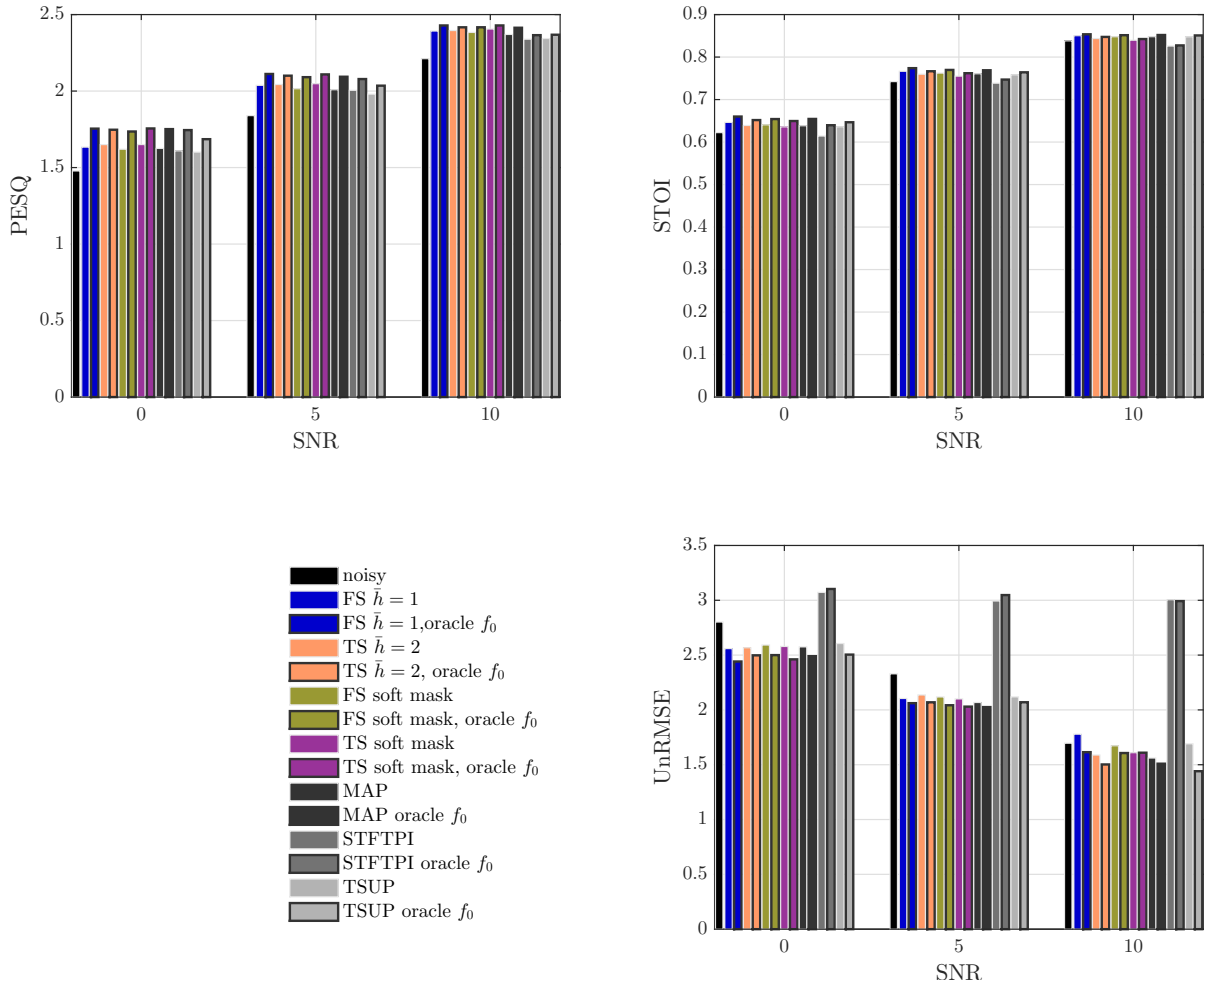 2.5
2
1.5
1
0.5
0
PESQ
0
5
10
SNR
0.9
0.8
0.7
0.6
0.5
0.4
0.3
0.2
0.1
0
STOI
0
5
10
SNR
noisy
FS h̄ = 1
FS h̄ = 1,oracle f₀
TS h̄ = 2
TS h̄ = 2, oracle f₀
FS soft mask
FS soft mask, oracle f₀
TS soft mask
TS soft mask, oracle f₀
MAP
MAP oracle f₀
STFTPI
STFTPI oracle f₀
TSUP
TSUP oracle f₀
3.5
3
2.5
2
1.5
1
0.5
0
UnRMSE
0
5
10
SNR